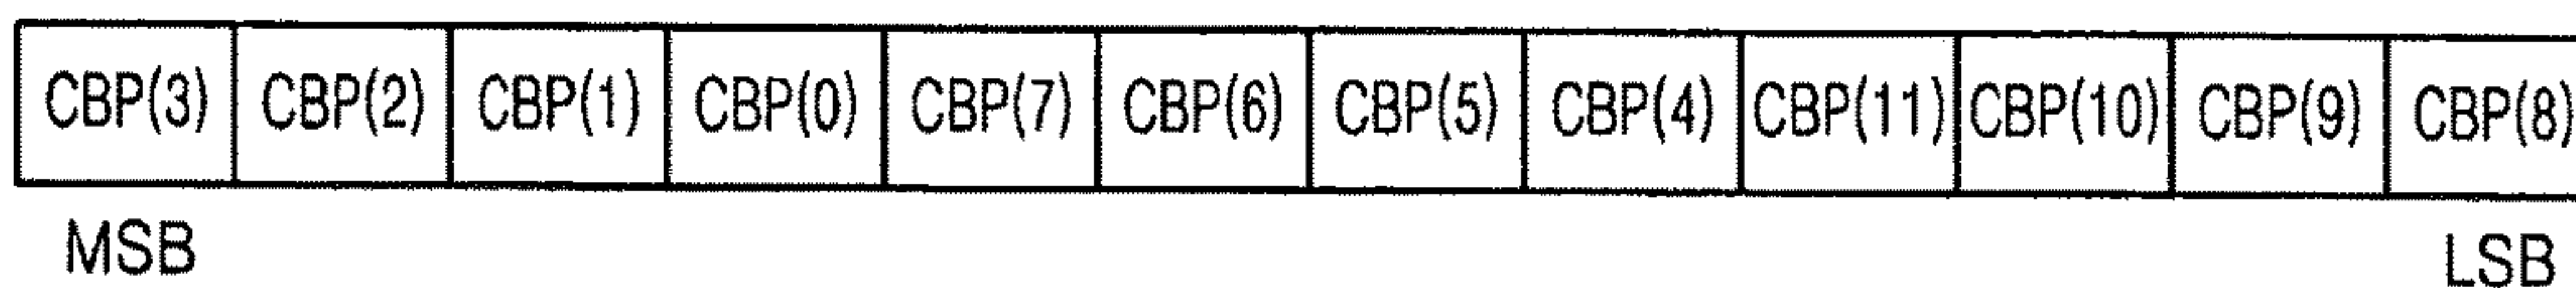 CBP(3) CBP(2) CBP(1) CBP(0) CBP(7) CBP(6) CBP(5) CBP(4) CBP(11) CBP(10) CBP(9) CBP(8)
MSB LSB